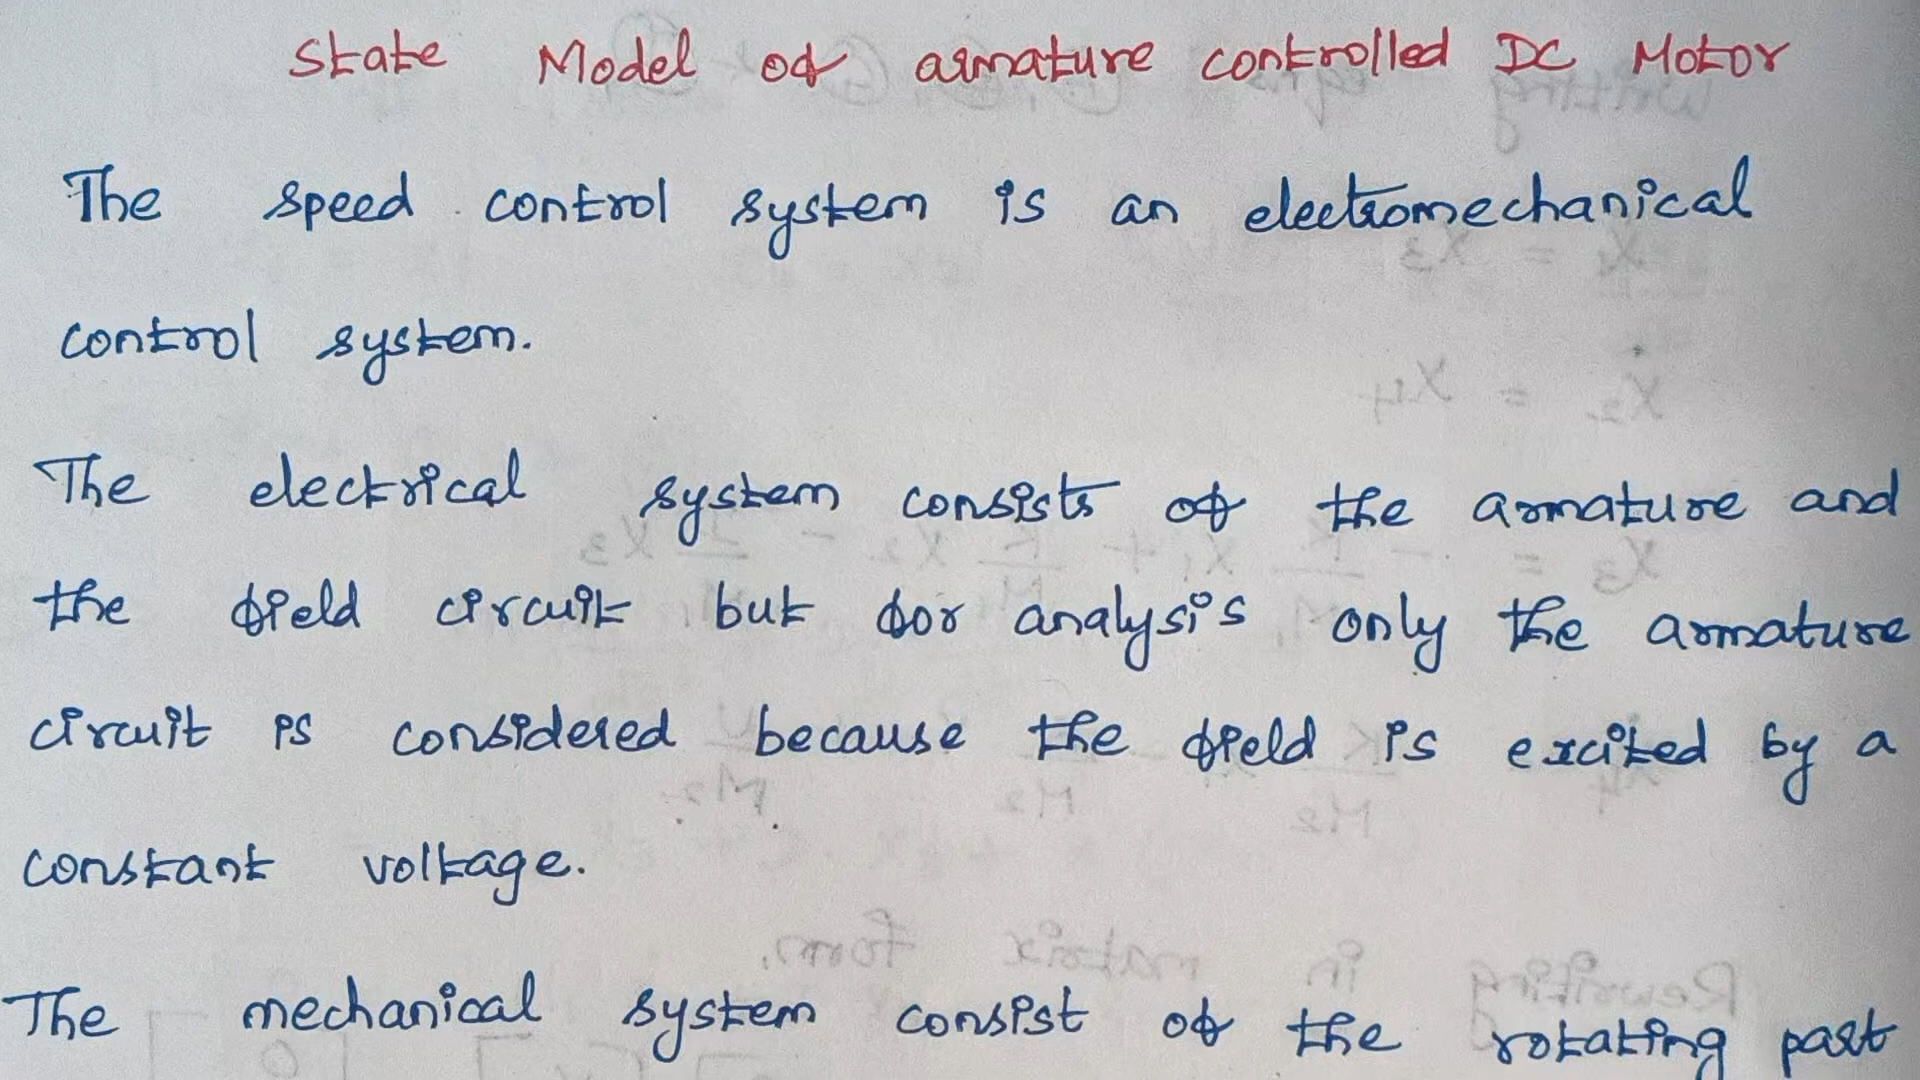 State Model of armature controlled DC Motor
The speed control system is an electromechanical
control system.
The electrical system consists of the armature and
the field circuit but for analysis only the armature
circuit is considered because the field is excited by a
constant voltage.
The mechanical system consist of the rotating part